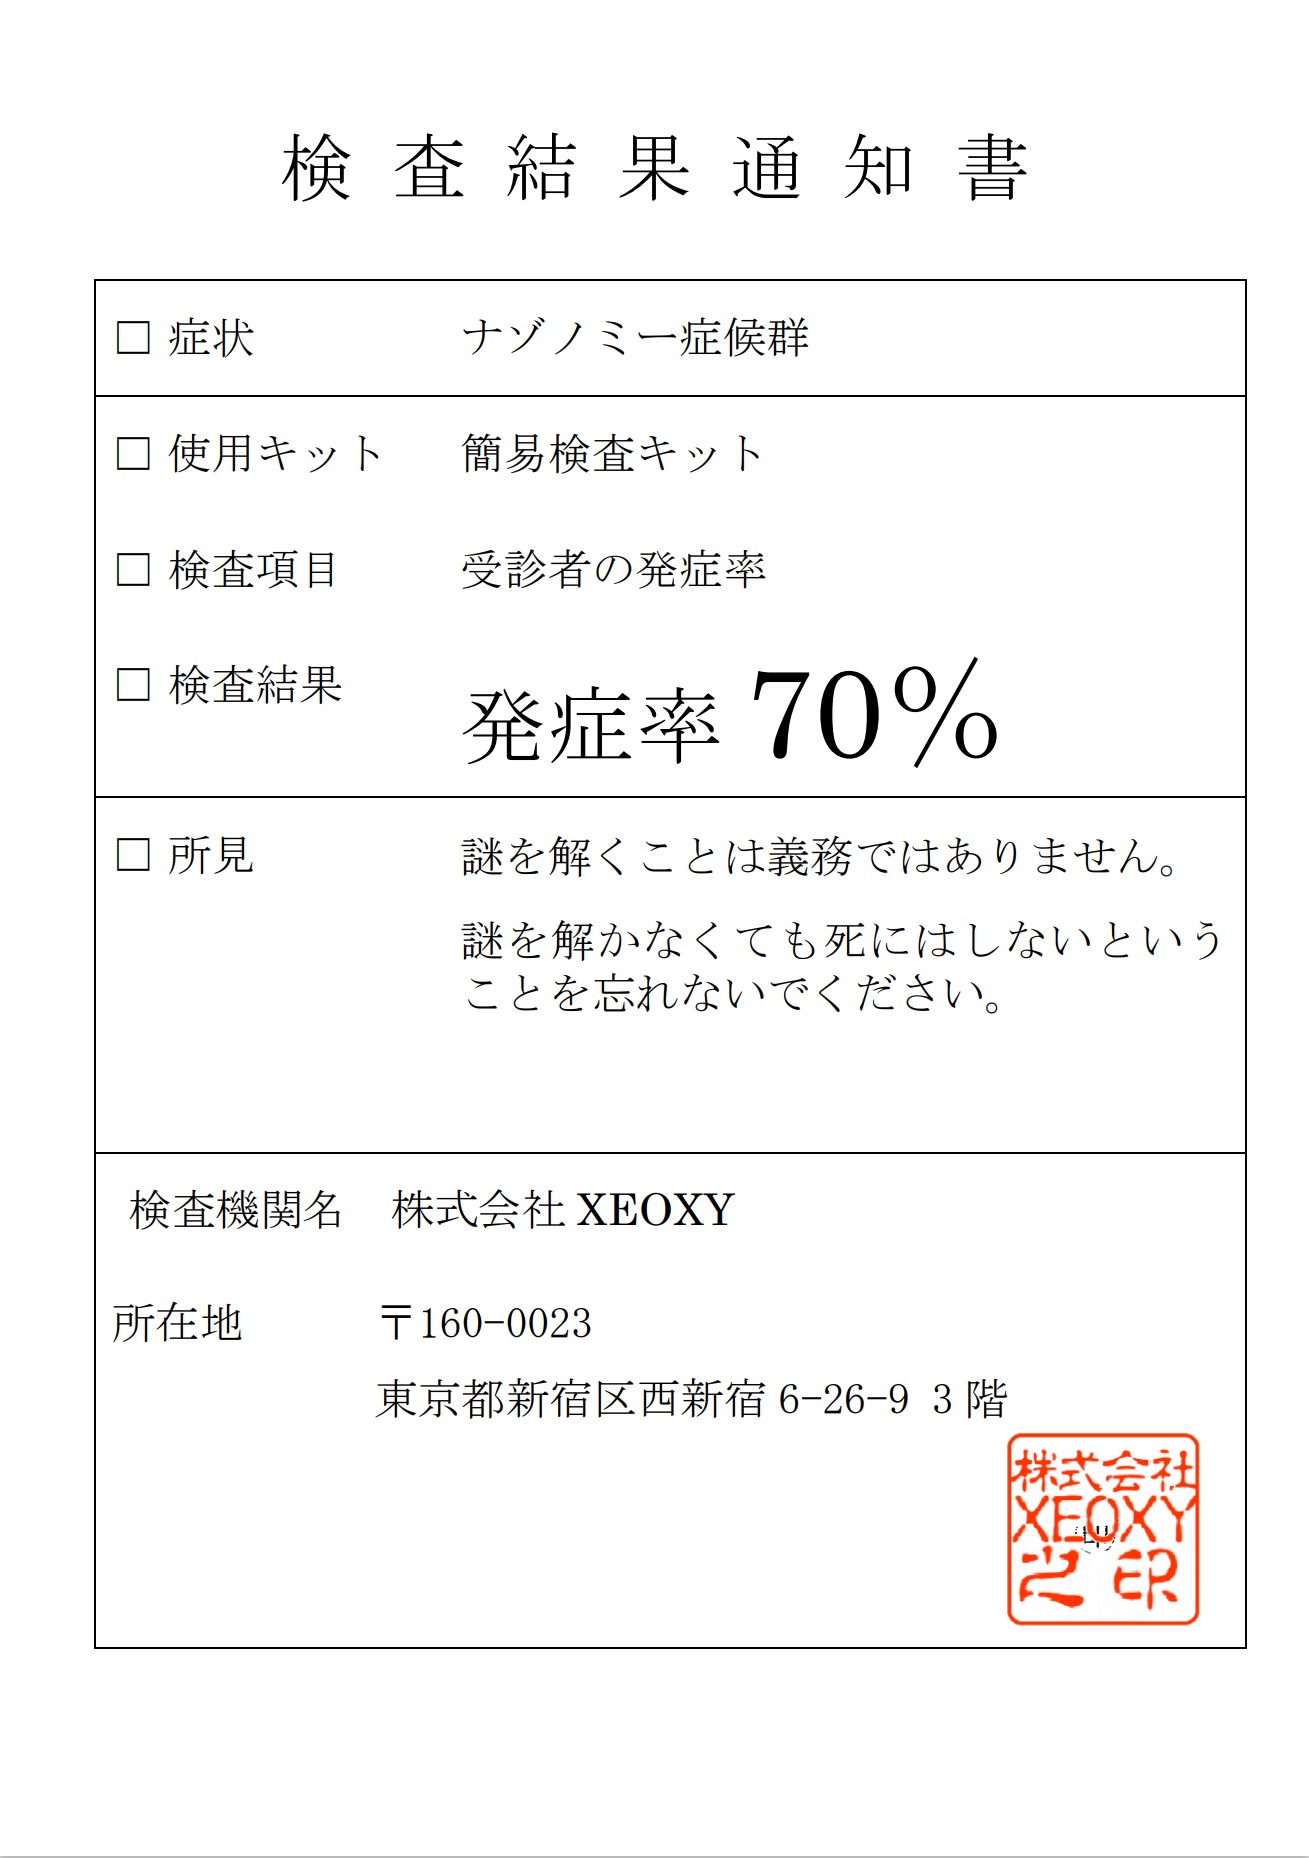 検査結果通知書
□ 症状 ナゾノミー症候群
□ 使用キット 簡易検査キット
□ 検査項目 受診者の発症率
□ 検査結果 発症率 70%
□ 所見 謎を解くことは義務ではありません。
謎を解かなくても死にはしないという
ことを忘れないでください。
検査機関名 株式会社 XEOXY
所在地 〒160-0023
東京都新宿区西新宿 6-26-9 3 階
株式会社
XEOXY
之印